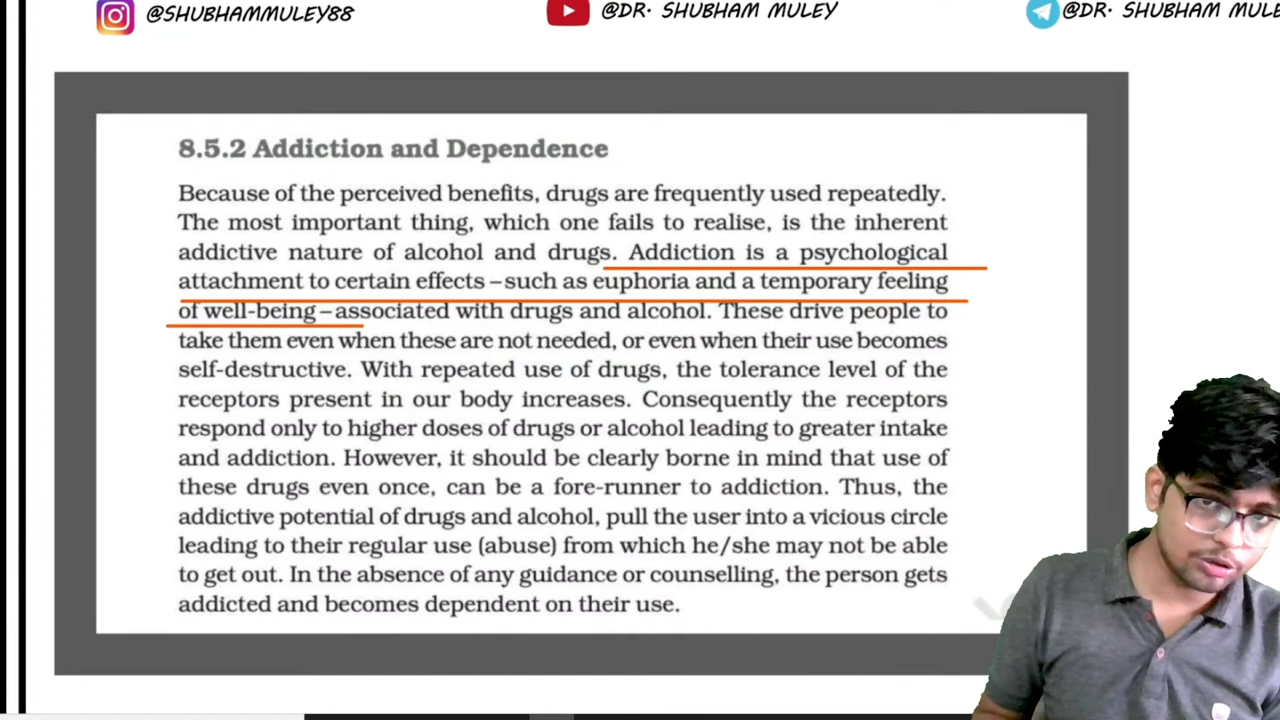 @SHUBHAMMULEY88
@DR. SHUBHAM MULEY
@DR. SHUBHAM MULE
8.5.2 Addiction and Dependence
Because of the perceived benefits, drugs are frequently used repeatedly.
The most important thing, which one fails to realise, is the inherent
addictive nature of alcohol and drugs. Addiction is a psychological
attachment to certain effects –such as euphoria and a temporary feeling
of well-being – associated with drugs and alcohol. These drive people to
take them even when these are not needed, or even when their use becomes
self-destructive. With repeated use of drugs, the tolerance level of the
receptors present in our body increases. Consequently the receptors
respond only to higher doses of drugs or alcohol leading to greater intake
and addiction. However, it should be clearly borne in mind that use of
these drugs even once, can be a fore-runner to addiction. Thus, the
addictive potential of drugs and alcohol, pull the user into a vicious circle
leading to their regular use (abuse) from which he/she may not be able
to get out. In the absence of any guidance or counselling, the person gets
addicted and becomes dependent on their use.